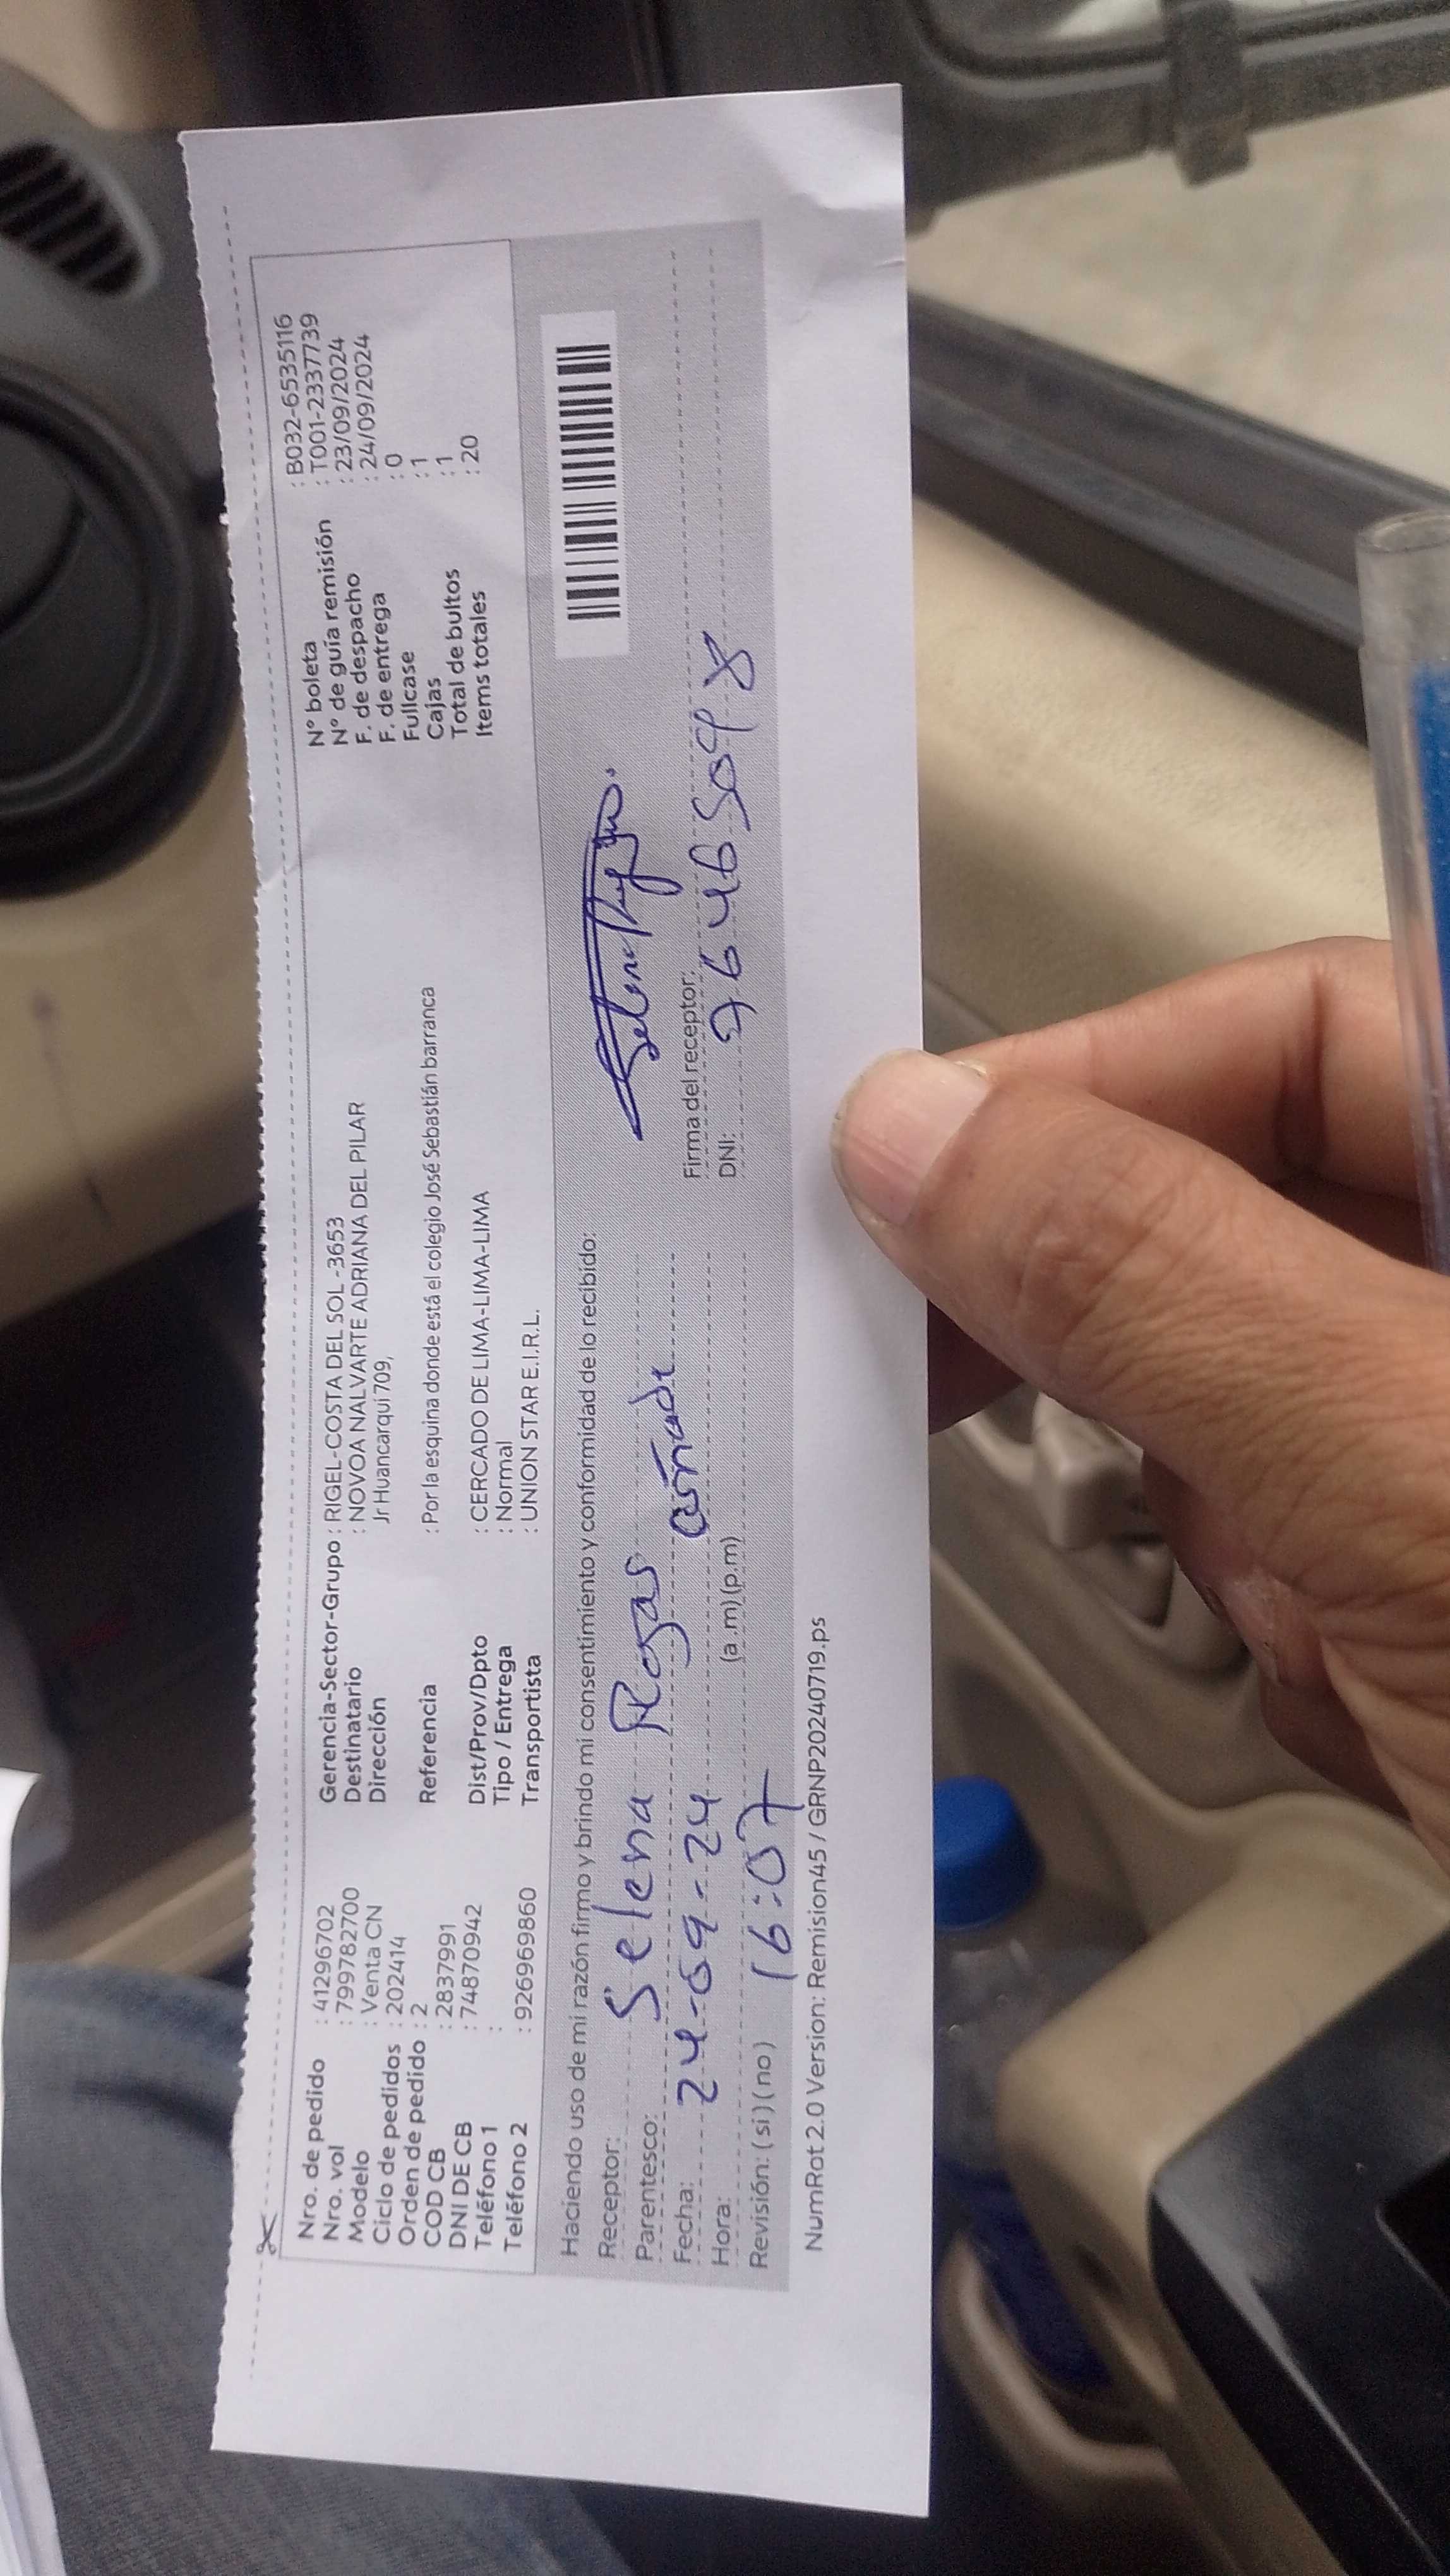 Nro. de pedido : 41296702
Nro. vol : 799782700
Modelo : Venta CN
Ciclo de pedidos : 202414
Orden de pedido : 2
COD CB : 2837991
DNI DE CB : 74870942
Teléfono 1 :
Teléfono 2 : 926969860
Gerencia-Sector-Grupo : RIGEL-COSTA DEL SOL -3653
Destinatario : NOVOA NALVARTE ADRIANA DEL PILAR
Dirección Jr Huancarqui 709,
Referencia : Por la esquina donde está el colegio José Sebastián barranca
Dist/Prov/Dpto : CERCADO DE LIMA-LIMA-LIMA
Tipo / Entrega : Normal
Transportista : UNION STAR E.I.R.L.
N° boleta : B032-6535116
N° de guía remisión : T001-2337739
F. de despacho : 23/09/2024
F. de entrega : 24/09/2024
Fullcase : 0
Cajas : 1
Total de bultos : 1
Items totales : 20
Haciendo uso de mi razón firmo y brindo mi consentimiento y conformidad de lo recibido:
Receptor: Selena Rojas
Parentesco:
Fecha: 24-09-24
Hora: (a .m) (p.m)
16:07
Revisión: ( si ) ( no )
Firma del receptor:
DNI: 76465098
NumRot 2.0 Version: Remision45 / GRNP20240719.ps